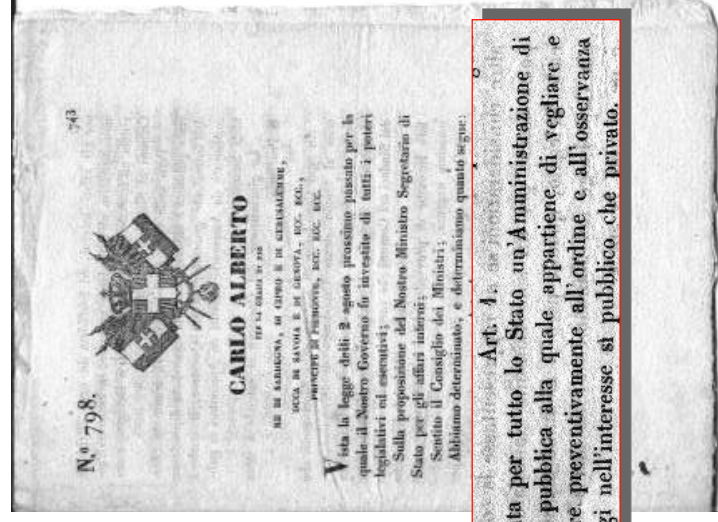 N.º 798.
743
CARLO ALBERTO
PER LA GRAZIA DI DIO
RE DI SARDEGNA, DI CIPRO E DI GERUSALEMME,
DUCA DI SAVOIA E DI GENOVA, ECC. ECC.,
PRINCIPE DI PIEMONTE, ECC. ECC. ECC.
Vista la legge delli 2 agosto prossimo passato per la
quale il Nostro Governo fu investito di tutti i poteri
legislativi ed esecutivi;
Sulla proposizione del Nostro Ministro Segretario di
Stato per gli affari interni;
Sentito il Consiglio dei Ministri;
Abbiamo determinato, e determiniamo quanto segue:
Art. 1.
per tutto lo Stato un'Amministrazione di
pubblica alla quale appartiene di vegliare e
preventivamente all'ordine e all'osservanza
nell'interesse sì pubblico che privato.